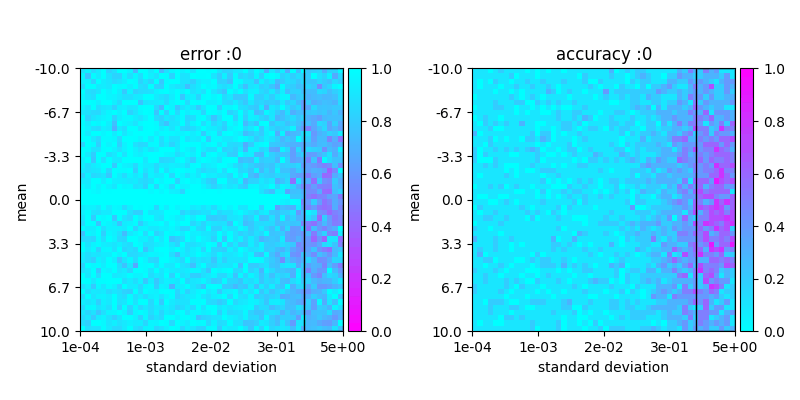 error :0
-10.0
-6.7
-3.3
0.0
3.3
6.7
10.0
mean
1e-04
1e-03
2e-02
3e-01
5e+00
standard deviation
1.0
0.8
0.6
0.4
0.2
0.0
accuracy :0
-10.0
-6.7
-3.3
0.0
3.3
6.7
10.0
mean
1e-04
1e-03
2e-02
3e-01
5e+00
standard deviation
1.0
0.8
0.6
0.4
0.2
0.0